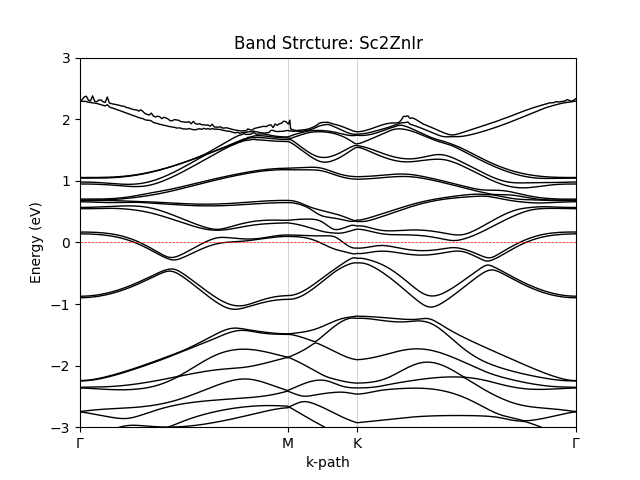 Band Strcture: Sc2ZnIr
3
2
1
0
−1
−2
−3
Energy (eV)
Γ
M
K
Γ
k-path